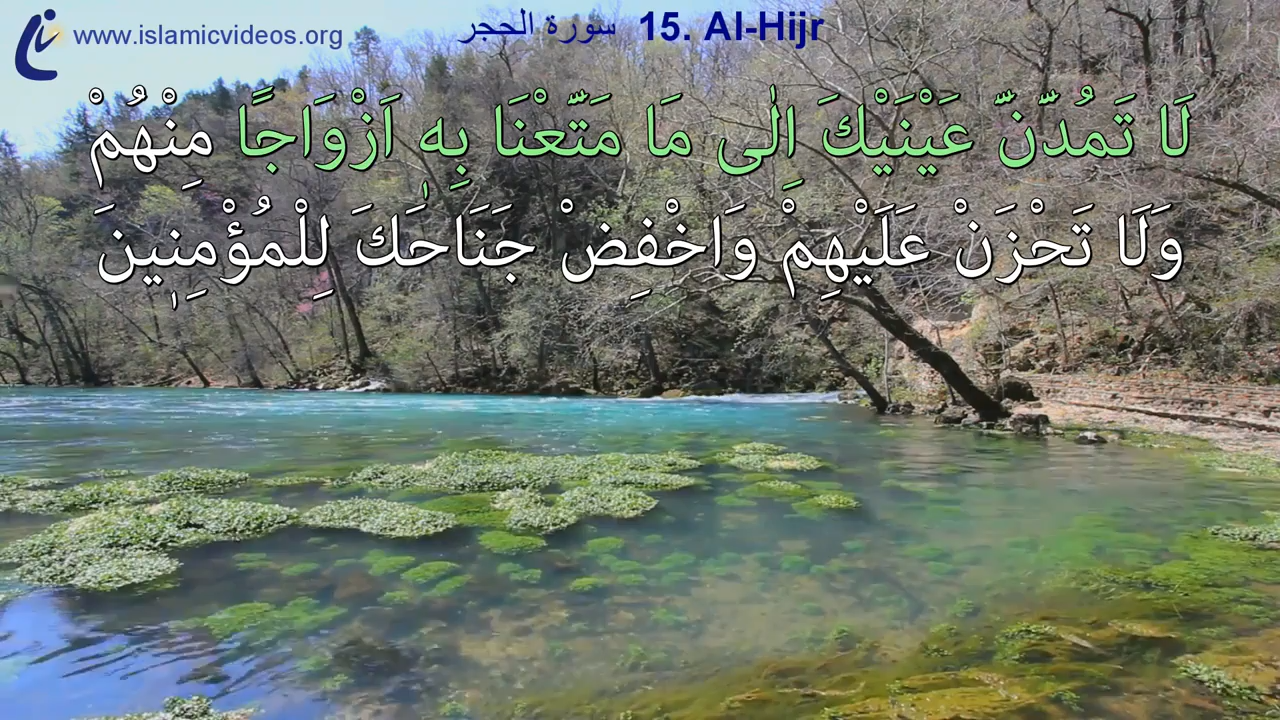 www.islamicvideos.org
سورة الحجر 15. Al-Hijr
لَا تَمُدَّنَّ عَيْنَيْكَ اِلٰى مَا مَتَّعْنَا بِهٖ اَزْوَاجًا مِنْهُمْ
وَلَا تَحْزَنْ عَلَيْهِمْ وَاخْفِضْ جَنَاحَكَ لِلْمُؤْمِنٖينَ